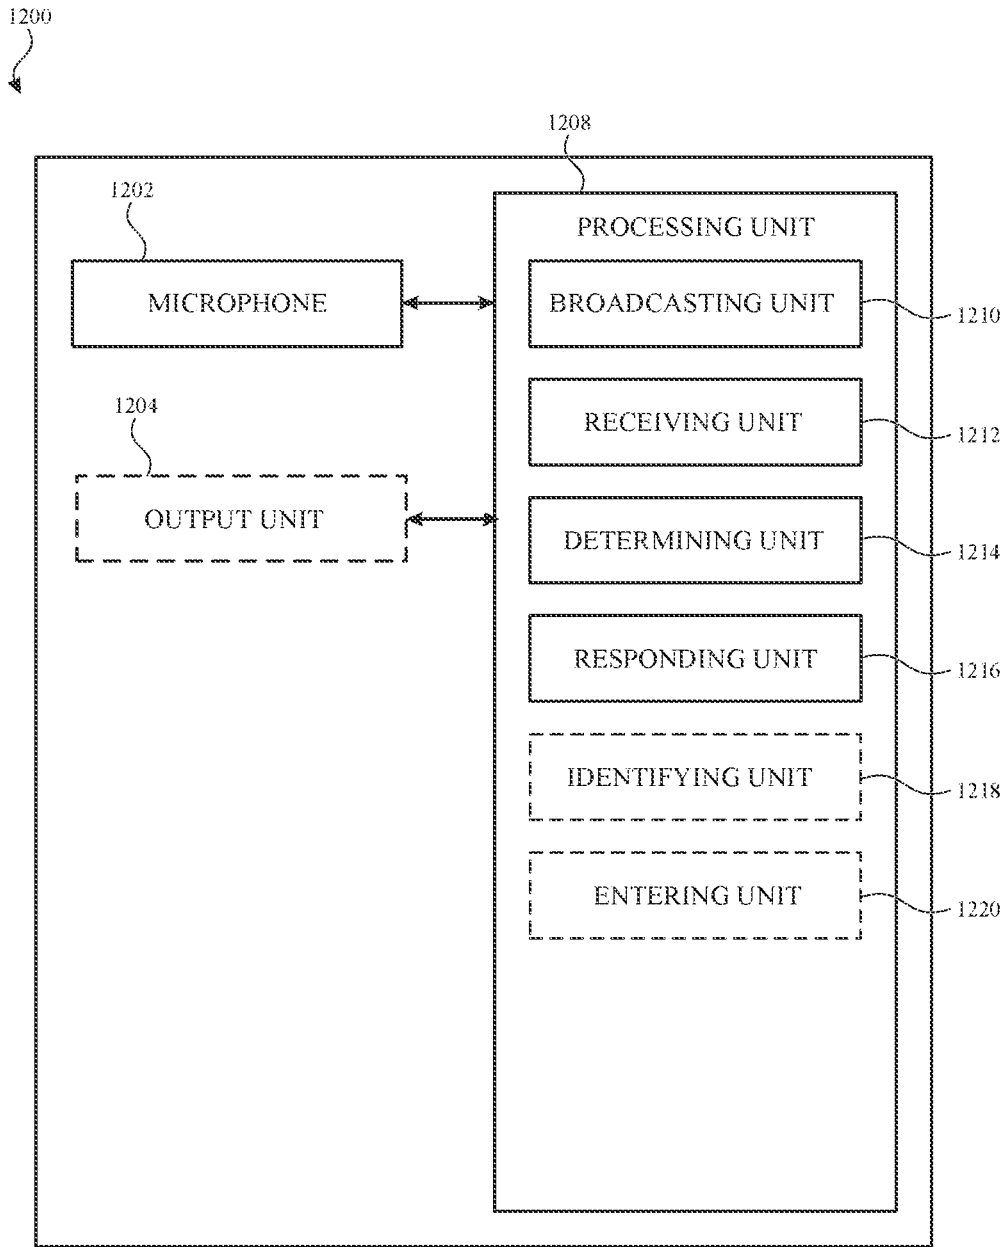 1200
1208
1202
PROCESSING UNIT
MICROPHONE
BROADCASTING UNIT
1210
1204
RECEIVING UNIT
1212
OUTPUT UNIT
DETERMINING UNIT
1214
RESPONDING UNIT
1216
IDENTIFYING UNIT
1218
ENTERING UNIT
1220